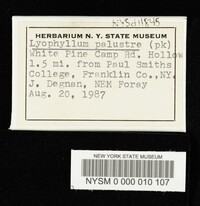 HERBARIUM N. Y. STATE MUSEUM
Lyophyllum palustre (pk)
White Pine Camp Rd. Hollow
1.5 mi. from Paul Smiths
College, Franklin Co., NY.
J. Degnan, NEM Foray
Aug. 20, 1987
NEW YORK STATE MUSEUM
NYSM 0 000 010 107